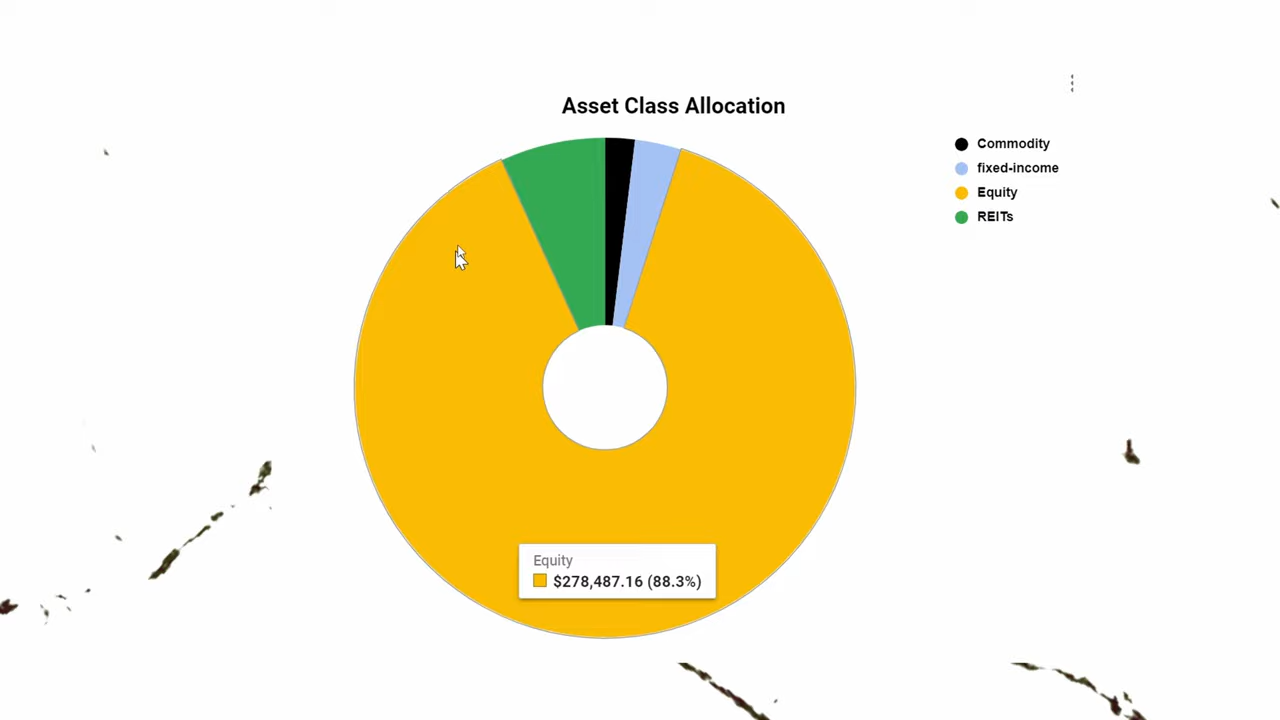 Asset Class Allocation
Commodity
fixed-income
Equity
REITs
Equity
$278,487.16 (88.3%)